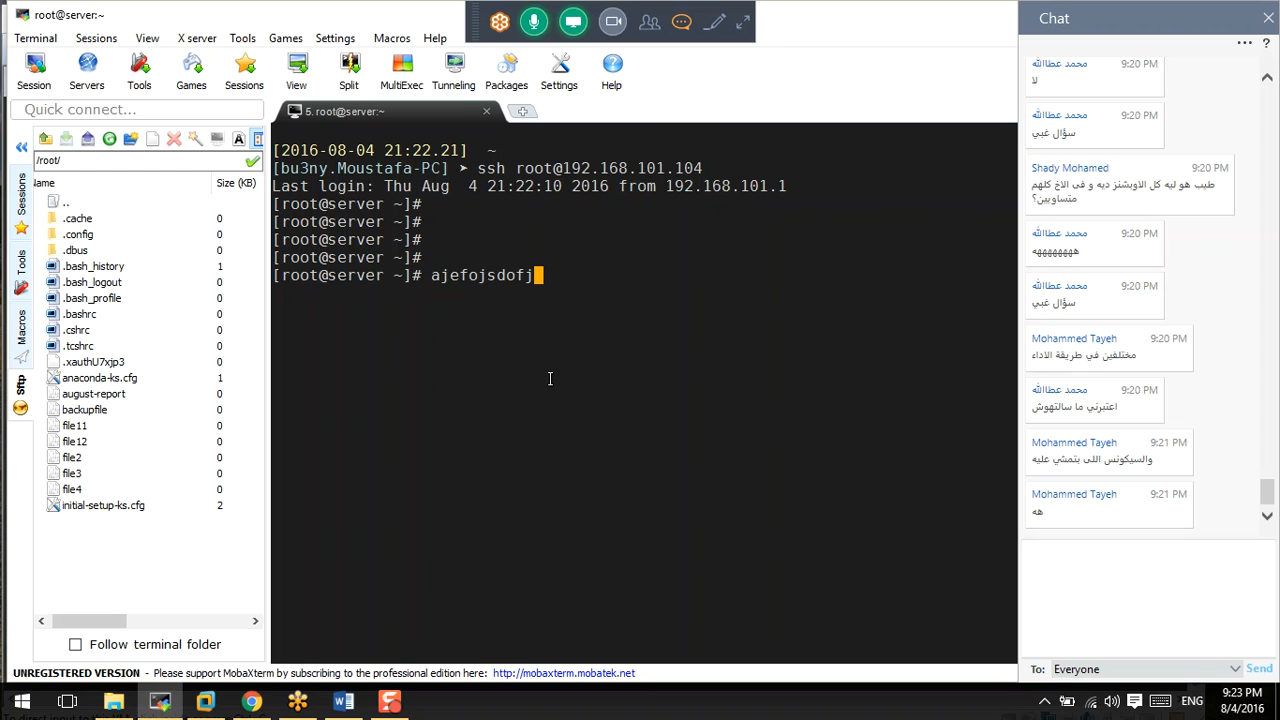 root@server:~
Terminal Sessions View X server Tools Games Settings Macros Help
Session Servers Tools Games Sessions View Split MultiExec Tunneling Packages Settings Help
Quick connect...
5. root@server:~
/root/
Name Size (KB)
..
.cache 0
.config 0
.dbus 0
.bash_history 1
.bash_logout 0
.bash_profile 0
.bashrc 0
.cshrc 0
.tcshrc 0
.xauthU7xjp3 0
anaconda-ks.cfg 1
august-report 0
backupfile 0
file11 0
file12 0
file2 0
file3 0
file4 0
initial-setup-ks.cfg 2
Sessions
Tools
Macros
Sftp
Follow terminal folder
[2016-08-04 21:22.21] ~
[bu3ny.Moustafa-PC] ➤ ssh root@192.168.101.104
Last login: Thu Aug 4 21:22:10 2016 from 192.168.101.1
[root@server ~]#
[root@server ~]#
[root@server ~]#
[root@server ~]#
[root@server ~]# ajefojsdofj
UNREGISTERED VERSION - Please support MobaXterm by subscribing to the professional edition here: http://mobaxterm.mobatek.net
Chat
... ?
محمد عطاالله 9:20 PM
لا
محمد عطاالله 9:20 PM
سؤال غبي
Shady Mohamed 9:20 PM
طيب هو ليه كل الاوبشنز ديه و فى الاخ كلهم
متساويين؟
محمد عطاالله 9:20 PM
هههههههههه
محمد عطاالله 9:20 PM
سؤال غبي
Mohammed Tayeh 9:20 PM
مختلفين في طريقة الاداء
محمد عطاالله 9:20 PM
اعتبرني ما سالتهوش
Mohammed Tayeh 9:21 PM
والسيكونس اللى بتمشي عليه
Mohammed Tayeh 9:21 PM
هه
To: Everyone Send
ENG
9:23 PM
8/4/2016